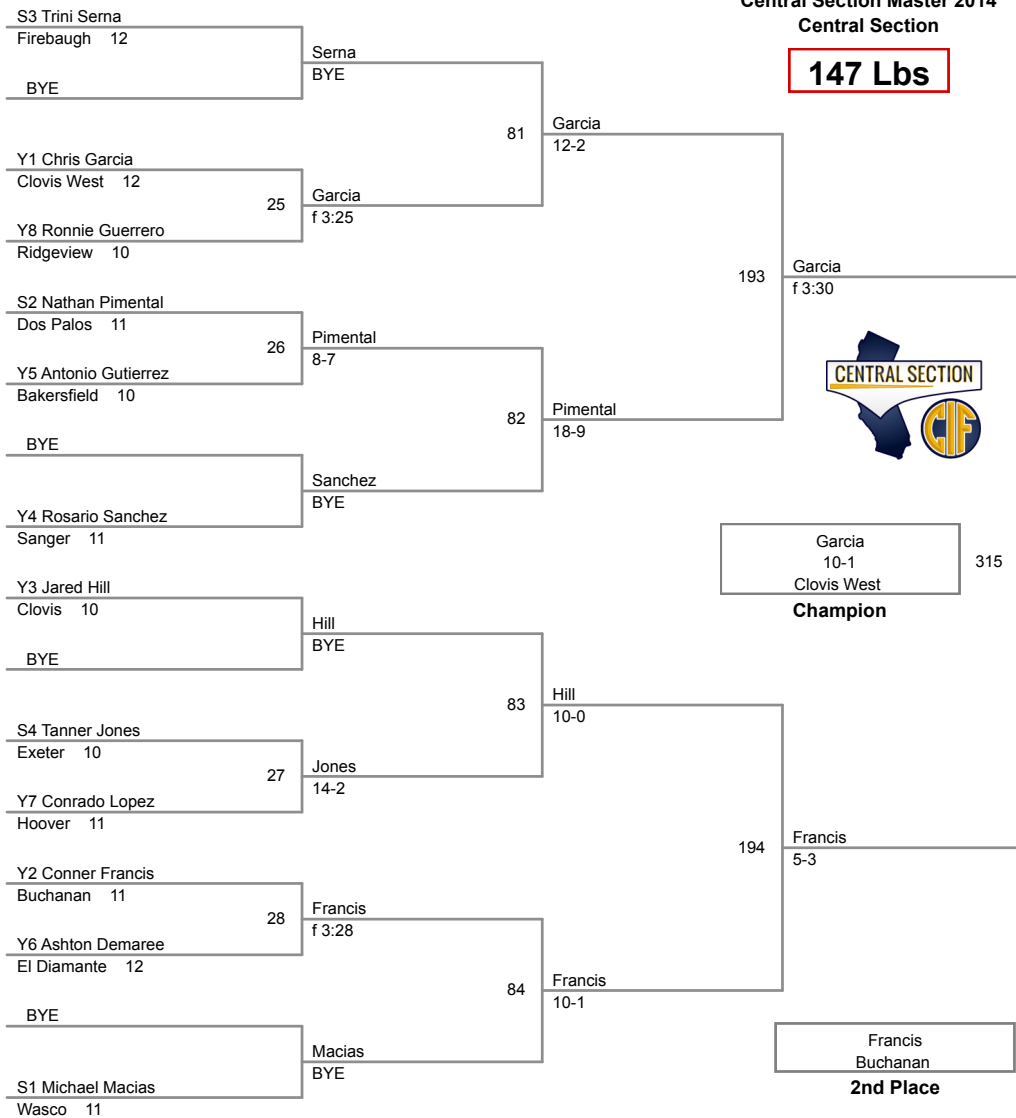 Central Section Master 2014
Central Section
147 Lbs
S3 Trini Serna
Firebaugh 12
BYE
Serna
BYE
Y1 Chris Garcia
Clovis West 12
25
Y8 Ronnie Guerrero
Ridgeview 10
Garcia
f 3:25
81
Garcia
12-2
S2 Nathan Pimental
Dos Palos 11
26
Y5 Antonio Gutierrez
Bakersfield 10
Pimental
8-7
BYE
Y4 Rosario Sanchez
Sanger 11
Sanchez
BYE
82
Pimental
18-9
193
Garcia
f 3:30
CENTRAL SECTION
CIF
Garcia
10-1
Clovis West
315
Champion
Y3 Jared Hill
Clovis 10
BYE
Hill
BYE
S4 Tanner Jones
Exeter 10
27
Y7 Conrado Lopez
Hoover 11
Jones
14-2
83
Hill
10-0
Y2 Conner Francis
Buchanan 11
28
Y6 Ashton Demaree
El Diamante 12
Francis
f 3:28
BYE
S1 Michael Macias
Wasco 11
Macias
BYE
84
Francis
10-1
194
Francis
5-3
Francis
Buchanan
2nd Place